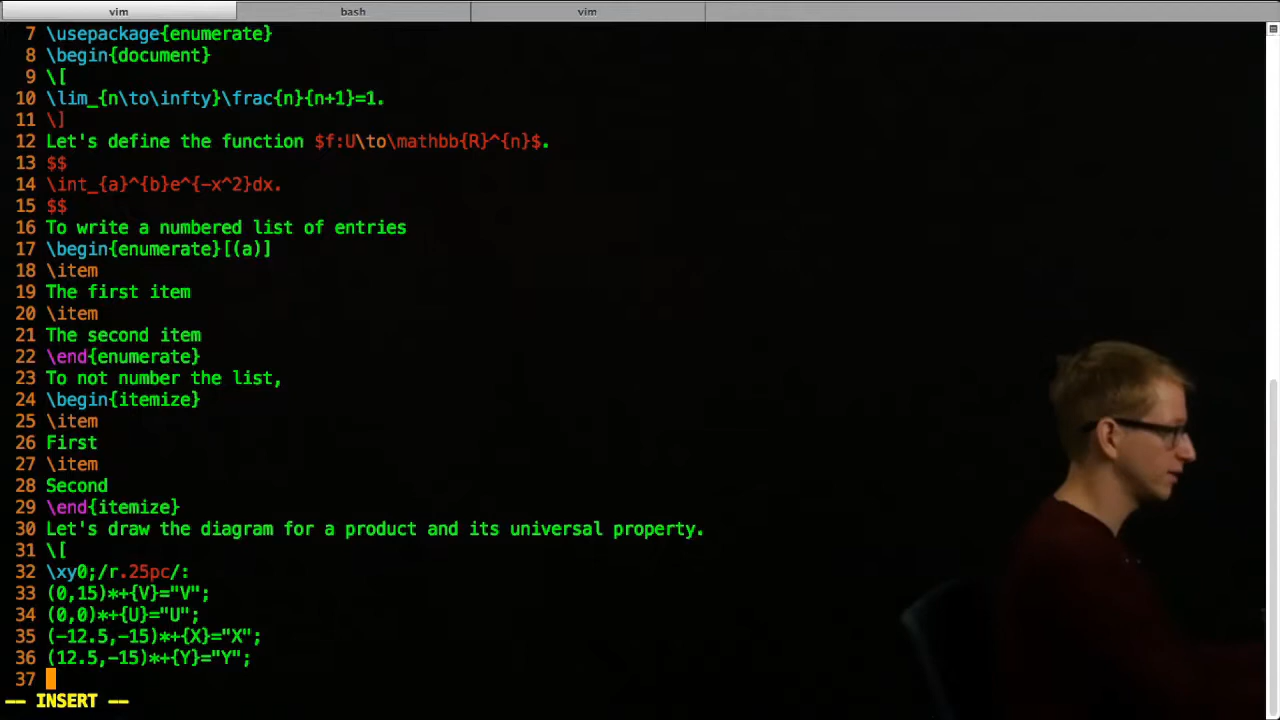 vim bash vim
7 \usepackage{enumerate}
8 \begin{document}
9 \[
10 \lim_{n\to\infty}\frac{n}{n+1}=1.
11 \]
12 Let's define the function $f:U\to\mathbb{R}^{n}$.
13 $$
14 \int_{a}^{b}e^{-x^2}dx.
15 $$
16 To write a numbered list of entries
17 \begin{enumerate}[(a)]
18 \item
19 The first item
20 \item
21 The second item
22 \end{enumerate}
23 To not number the list,
24 \begin{itemize}
25 \item
26 First
27 \item
28 Second
29 \end{itemize}
30 Let's draw the diagram for a product and its universal property.
31 \[
32 \xy0;/r.25pc/:
33 (0,15)*+{V}="V";
34 (0,0)*+{U}="U";
35 (-12.5,-15)*+{X}="X";
36 (12.5,-15)*+{Y}="Y";
37
-- INSERT --